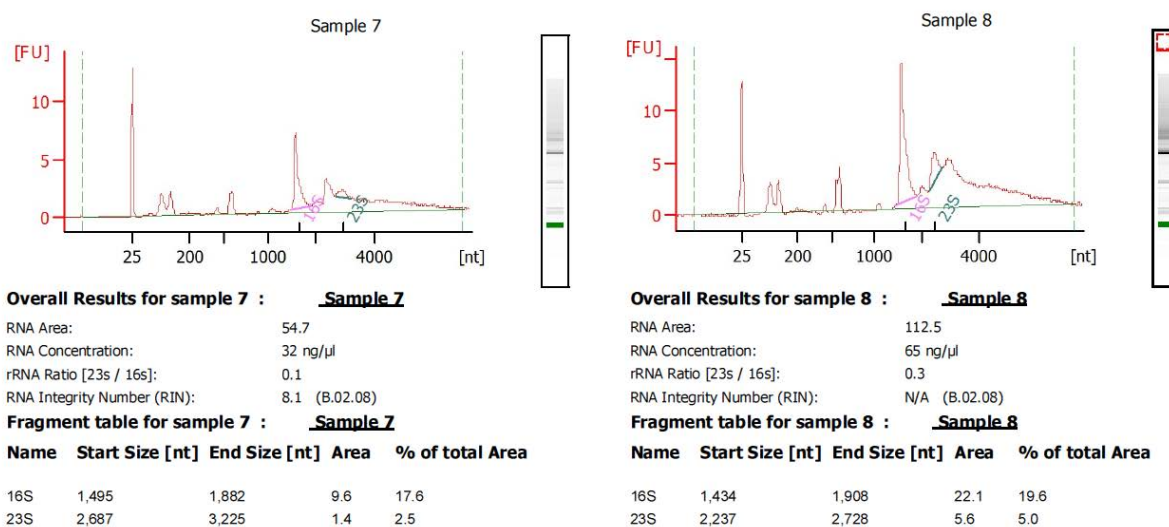 Sample 7
[FU]
10
5
0
16S
23S
25 200 1000 4000 [nt]
Overall Results for sample 7 : Sample 7
RNA Area: 54.7
RNA Concentration: 32 ng/µl
rRNA Ratio [23s / 16s]: 0.1
RNA Integrity Number (RIN): 8.1 (B.02.08)
Fragment table for sample 7 : Sample 7
Name Start Size [nt] End Size [nt] Area % of total Area
16S 1,495 1,882 9.6 17.6
23S 2,687 3,225 1.4 2.5
Sample 8
[FU]
10
5
0
16S
23S
25 200 1000 4000 [nt]
Overall Results for sample 8 : Sample 8
RNA Area: 112.5
RNA Concentration: 65 ng/µl
rRNA Ratio [23s / 16s]: 0.3
RNA Integrity Number (RIN): N/A (B.02.08)
Fragment table for sample 8 : Sample 8
Name Start Size [nt] End Size [nt] Area % of total Area
16S 1,434 1,908 22.1 19.6
23S 2,237 2,728 5.6 5.0